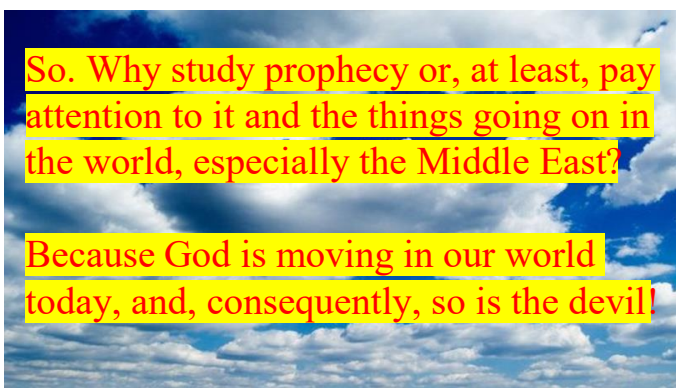 So. Why study prophecy or, at least, pay
attention to it and the things going on in
the world, especially the Middle East?
Because God is moving in our world
today, and, consequently, so is the devil!